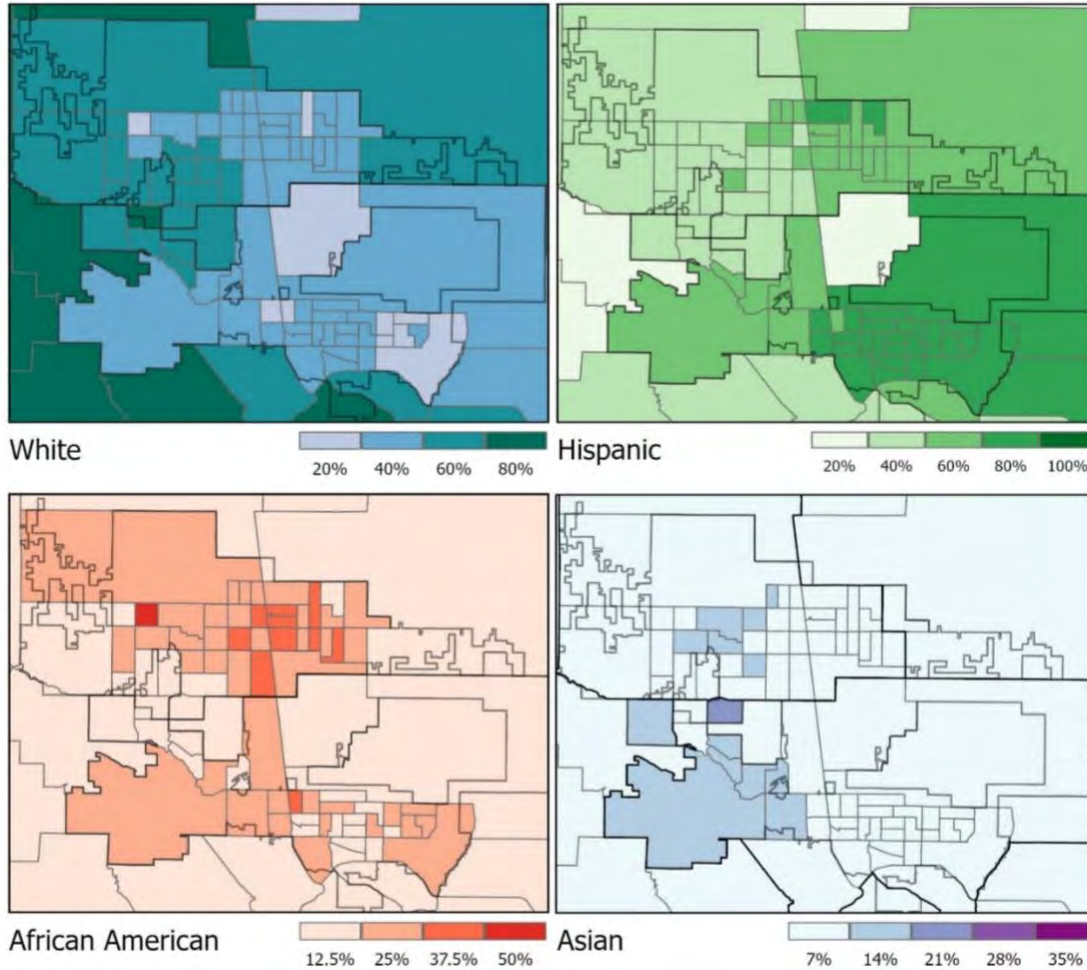 White
20% 40% 60% 80%
Hispanic
20% 40% 60% 80% 100%
African American
12.5% 25% 37.5% 50%
Asian
7% 14% 21% 28% 35%